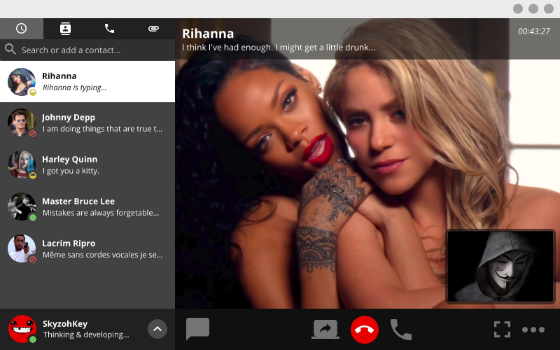 Search or add a contact...
Rihanna
Rihanna is typing...
Johnny Depp
I am doing things that are true t...
Harley Quinn
I got you a kitty.
Master Bruce Lee
Mistakes are always forgetable...
Lacrim Ripro
Même sans cordes vocales je se...
SkyzohKey
Thinking & developing...
Rihanna
I think I've had enough. I might get a little drunk...
00:43:27